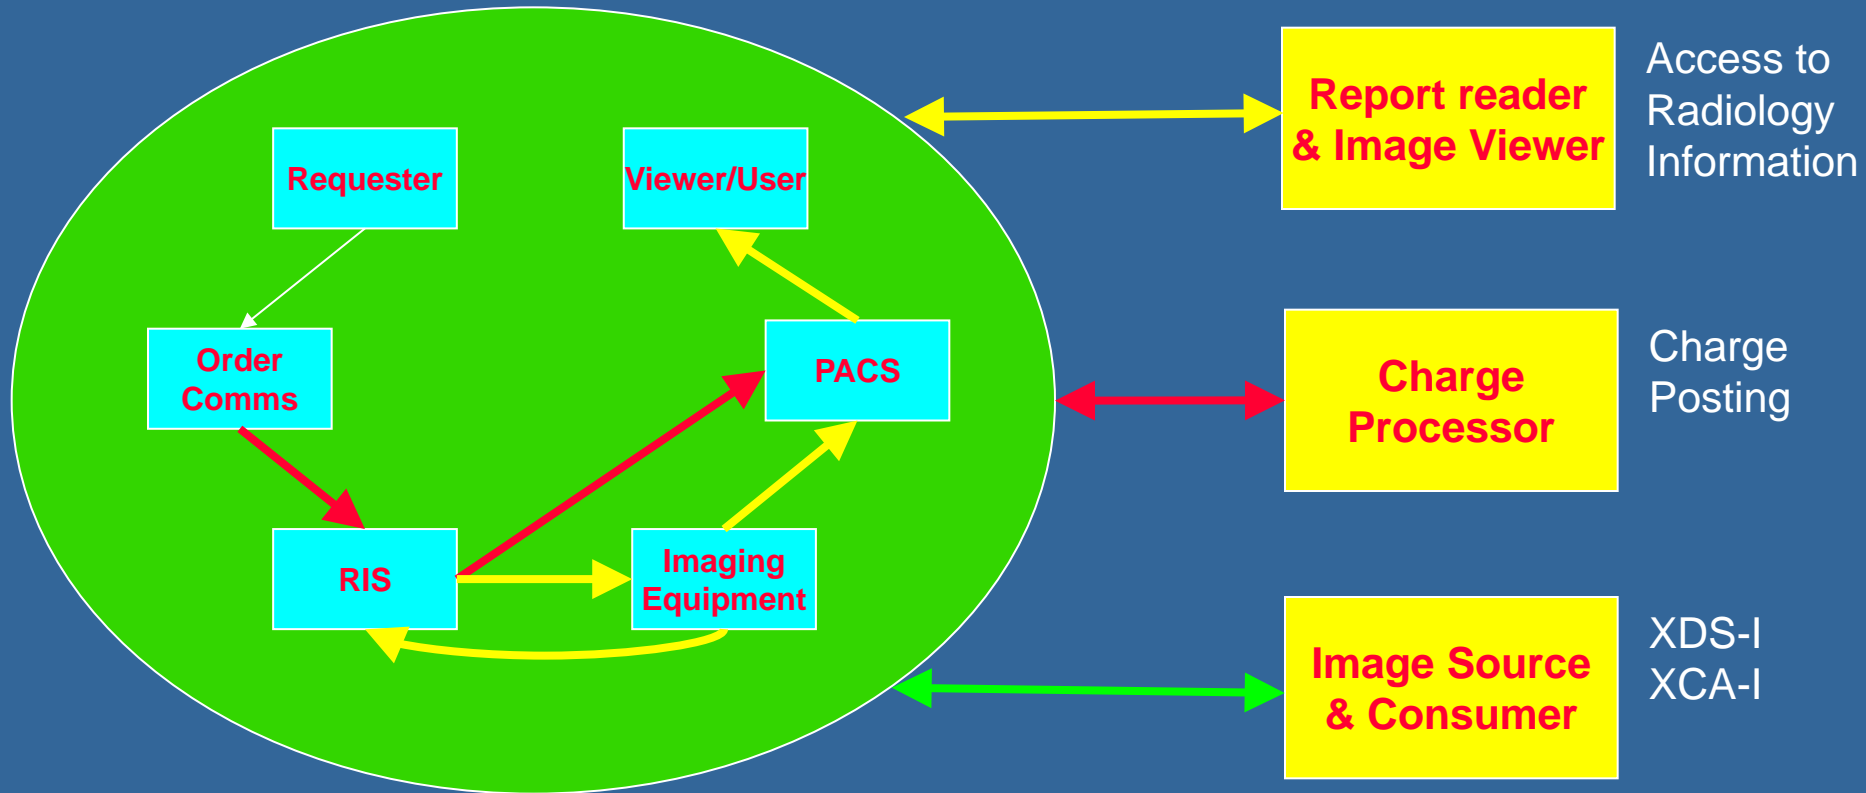 Requester
Viewer/User
Order
Comms
PACS
RIS
Imaging
Equipment
Report reader
& Image Viewer
Access to
Radiology
Information
Charge
Processor
Charge
Posting
Image Source
& Consumer
XDS-I
XCA-I